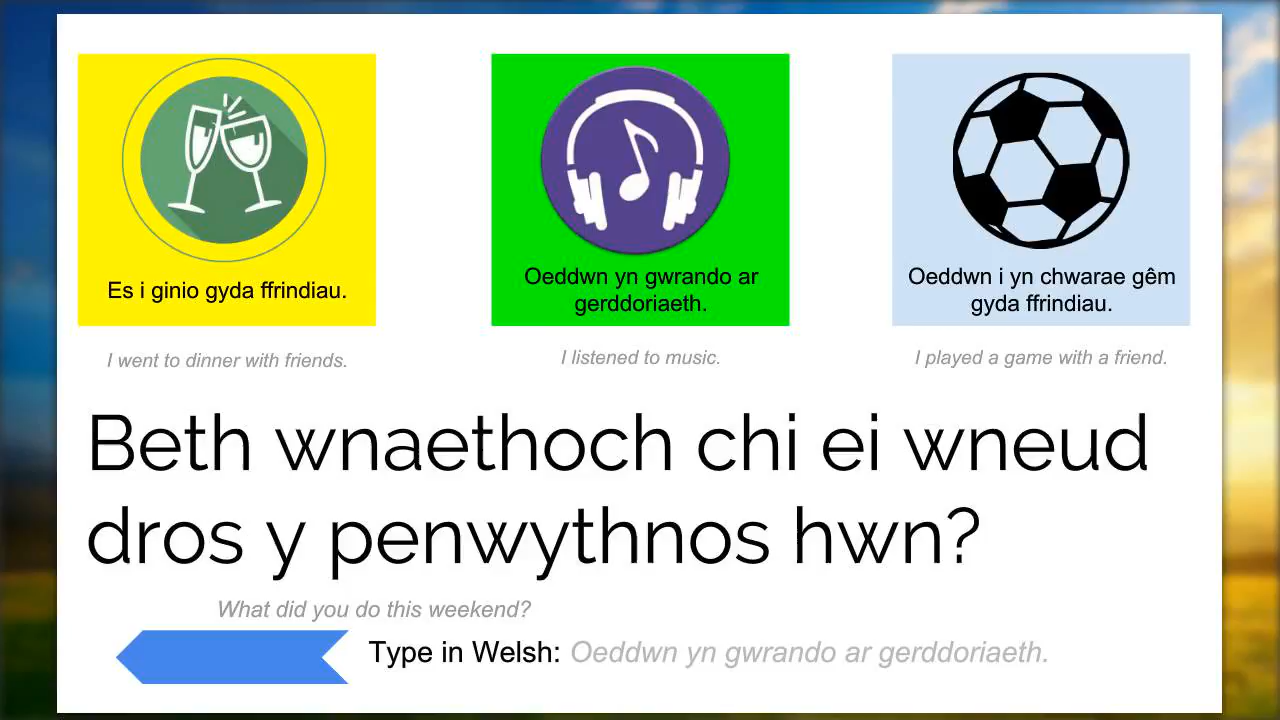 Es i ginio gyda ffrindiau.
Oeddwn yn gwrando ar
gerddoriaeth.
Oeddwn i yn chwarae gêm
gyda ffrindiau.
I went to dinner with friends.
I listened to music.
I played a game with a friend.
Beth wnaethoch chi ei wneud
dros y penwythnos hwn?
What did you do this weekend?
Type in Welsh: Oeddwn yn gwrando ar gerddoriaeth.